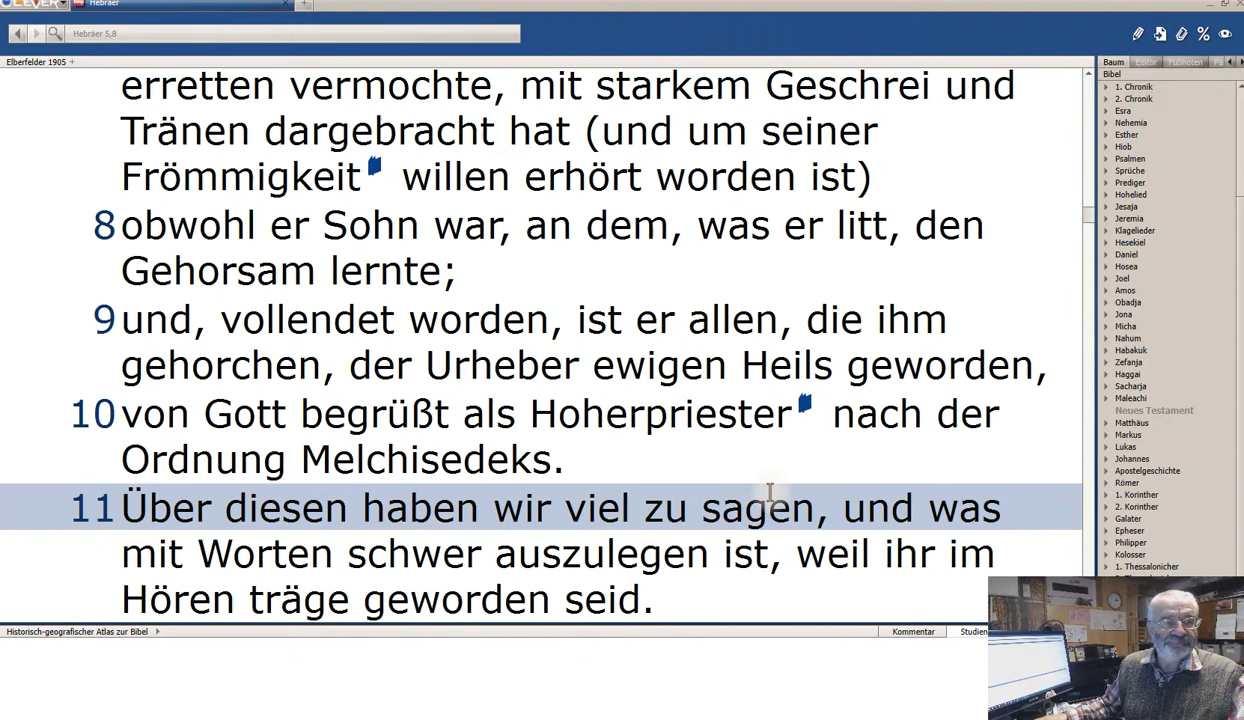 CLEVER
Hebräer
Hebräer 5,8
Elberfelder 1905 +
erretten vermochte, mit starkem Geschrei und
Tränen dargebracht hat (und um seiner
Frömmigkeit willen erhört worden ist)
8 obwohl er Sohn war, an dem, was er litt, den
Gehorsam lernte;
9 und, vollendet worden, ist er allen, die ihm
gehorchen, der Urheber ewigen Heils geworden,
10 von Gott begrüßt als Hoherpriester nach der
Ordnung Melchisedeks.
11 Über diesen haben wir viel zu sagen, und was
mit Worten schwer auszulegen ist, weil ihr im
Hören träge geworden seid.
Historisch-geografischer Atlas zur Bibel
Kommentar
Studien
Baum Editor Fußnoten
Bibel
1. Chronik
2. Chronik
Esra
Nehemia
Esther
Hiob
Psalmen
Sprüche
Prediger
Hohelied
Jesaja
Jeremia
Klagelieder
Hesekiel
Daniel
Hosea
Joel
Amos
Obadja
Jona
Micha
Nahum
Habakuk
Zefanja
Haggai
Sacharja
Maleachi
Neues Testament
Matthäus
Markus
Lukas
Johannes
Apostelgeschichte
Römer
1. Korinther
2. Korinther
Galater
Epheser
Philipper
Kolosser
1. Thessalonicher